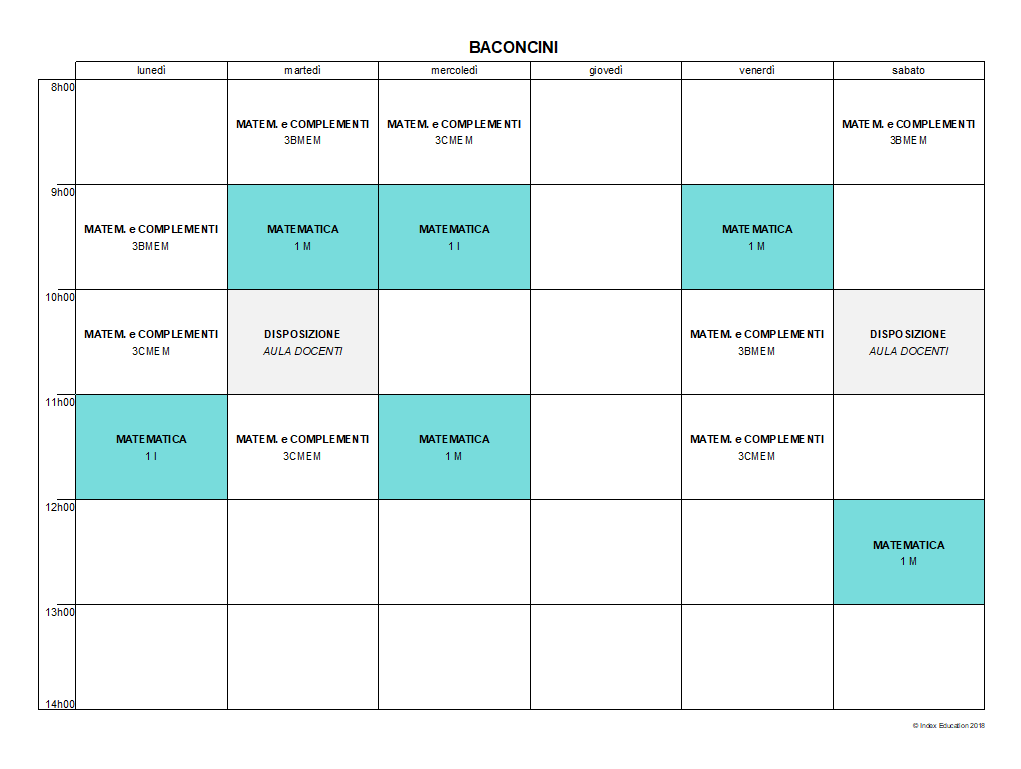 BACONCINI
lunedì martedì mercoledì giovedì venerdì sabato
8h00
MATEM. e COMPLEMENTI MATEM. e COMPLEMENTI MATEM. e COMPLEMENTI
3BMEM 3CMEM 3BMEM
9h00
MATEM. e COMPLEMENTI MATEMATICA MATEMATICA MATEMATICA
3BMEM 1 M 1 I 1 M
10h00
MATEM. e COMPLEMENTI DISPOSIZIONE MATEM. e COMPLEMENTI DISPOSIZIONE
3CMEM AULA DOCENTI 3BMEM AULA DOCENTI
11h00
MATEMATICA MATEM. e COMPLEMENTI MATEMATICA MATEM. e COMPLEMENTI
1 I 3CMEM 1 M 3CMEM
12h00
MATEMATICA
1 M
13h00
14h00
© Index Education 2018